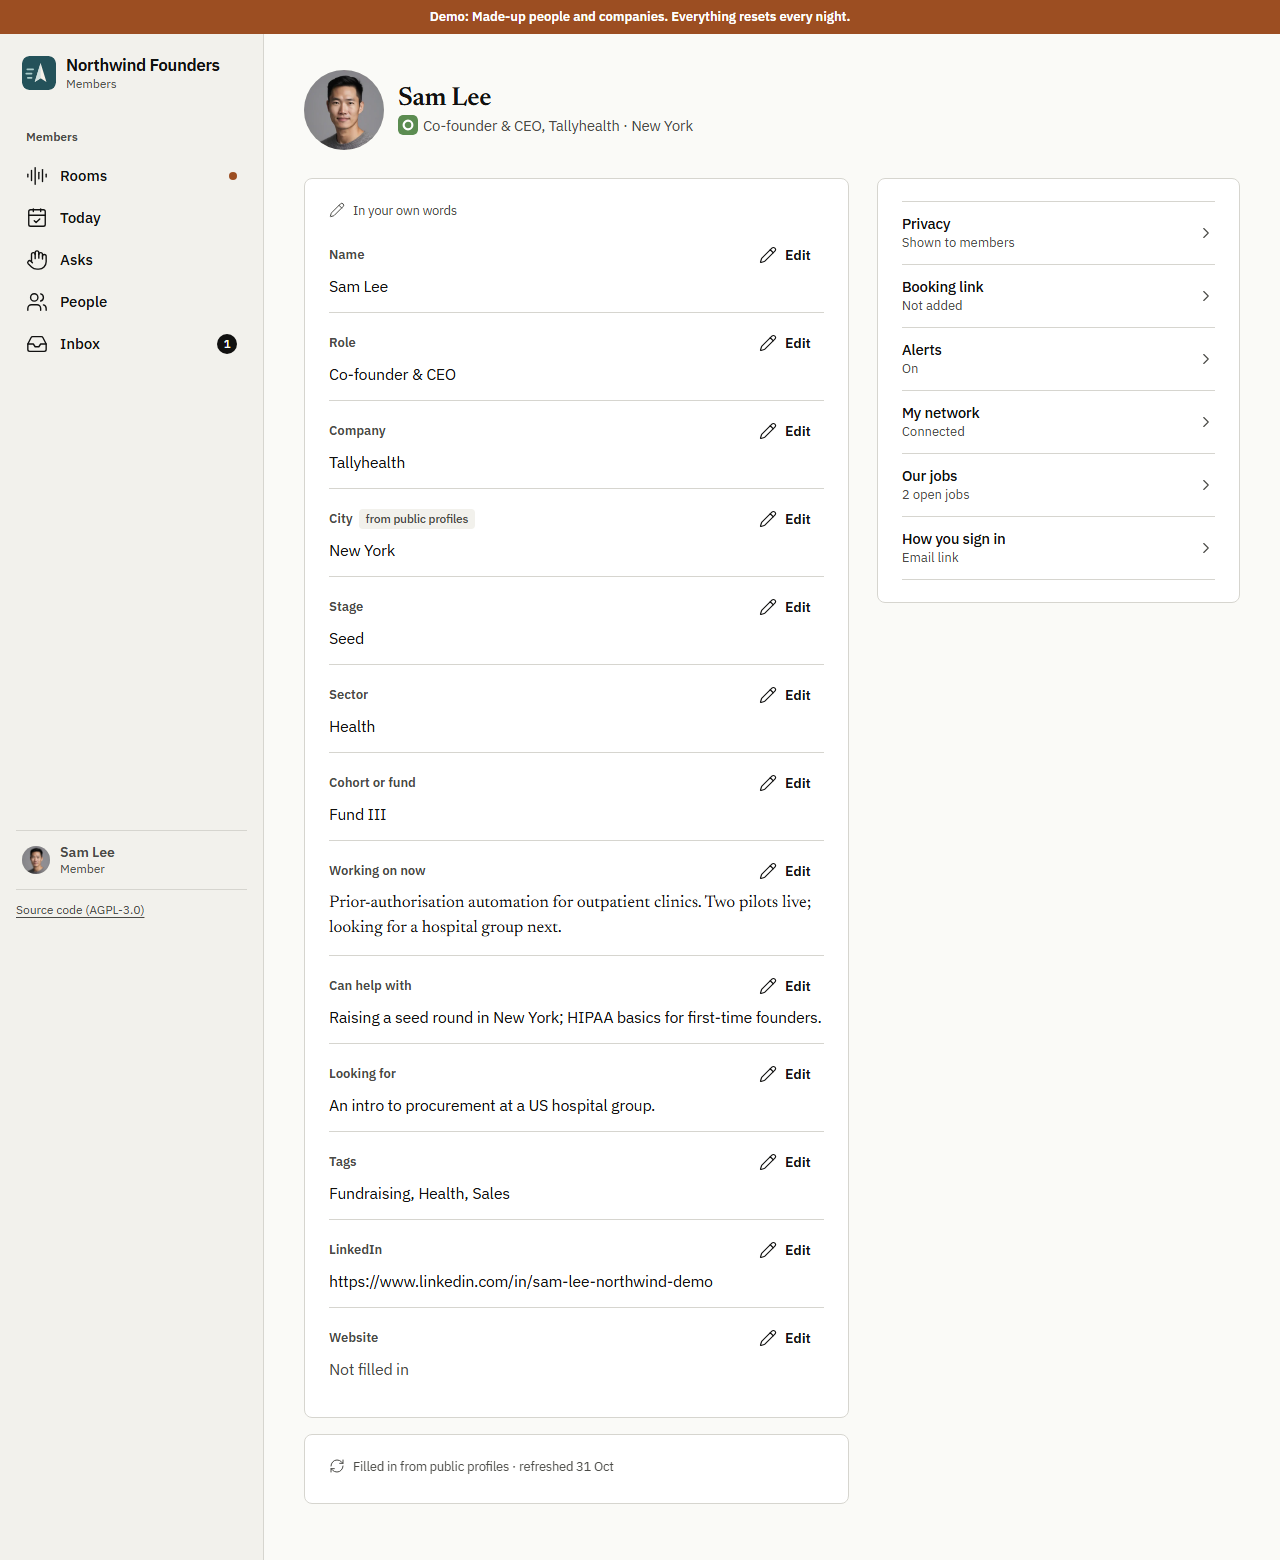 Demo: Made-up people and companies. Everything resets every night.
Northwind Founders
Members
Members
Rooms
Today
Asks
People
Inbox
1
Sam Lee
Member
Source code (AGPL-3.0)
Sam Lee
Co-founder & CEO, Tallyhealth · New York
In your own words
Name
Edit
Sam Lee
Role
Edit
Co-founder & CEO
Company
Edit
Tallyhealth
City from public profiles
Edit
New York
Stage
Edit
Seed
Sector
Edit
Health
Cohort or fund
Edit
Fund III
Working on now
Edit
Prior-authorisation automation for outpatient clinics. Two pilots live;
looking for a hospital group next.
Can help with
Edit
Raising a seed round in New York; HIPAA basics for first-time founders.
Looking for
Edit
An intro to procurement at a US hospital group.
Tags
Edit
Fundraising, Health, Sales
LinkedIn
Edit
https://www.linkedin.com/in/sam-lee-northwind-demo
Website
Edit
Not filled in
Filled in from public profiles · refreshed 31 Oct
Privacy
Shown to members
Booking link
Not added
Alerts
On
My network
Connected
Our jobs
2 open jobs
How you sign in
Email link